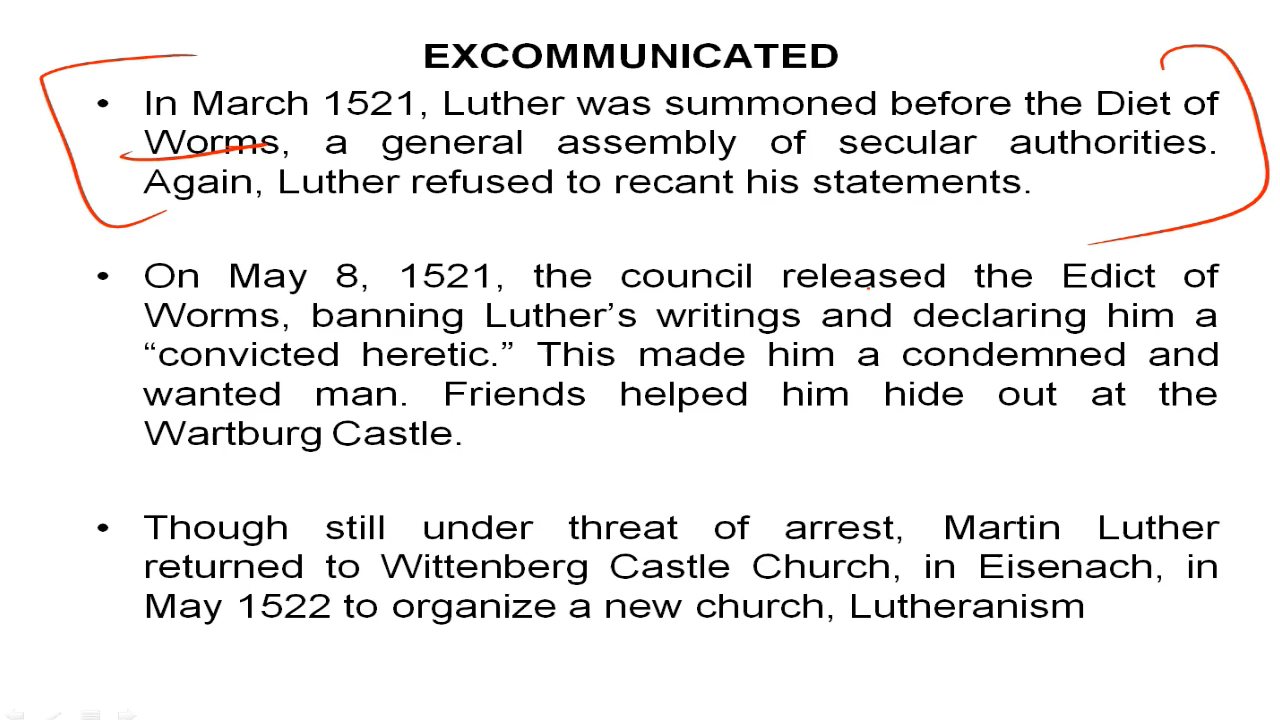 EXCOMMUNICATED
• In March 1521, Luther was summoned before the Diet of
Worms, a general assembly of secular authorities.
Again, Luther refused to recant his statements.
• On May 8, 1521, the council released the Edict of
Worms, banning Luther’s writings and declaring him a
“convicted heretic.” This made him a condemned and
wanted man. Friends helped him hide out at the
Wartburg Castle.
• Though still under threat of arrest, Martin Luther
returned to Wittenberg Castle Church, in Eisenach, in
May 1522 to organize a new church, Lutheranism